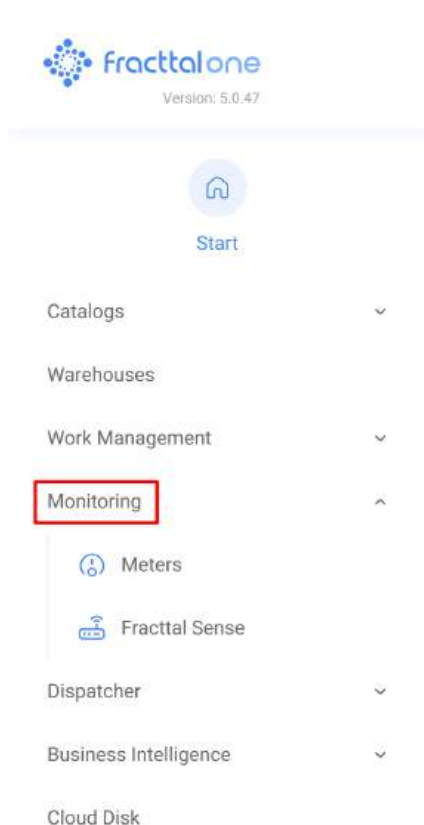 fracttalone
Version: 5.0.47
Start
Catalogs
Warehouses
Work Management
Monitoring
Meters
Fracttal Sense
Dispatcher
Business Intelligence
Cloud Disk